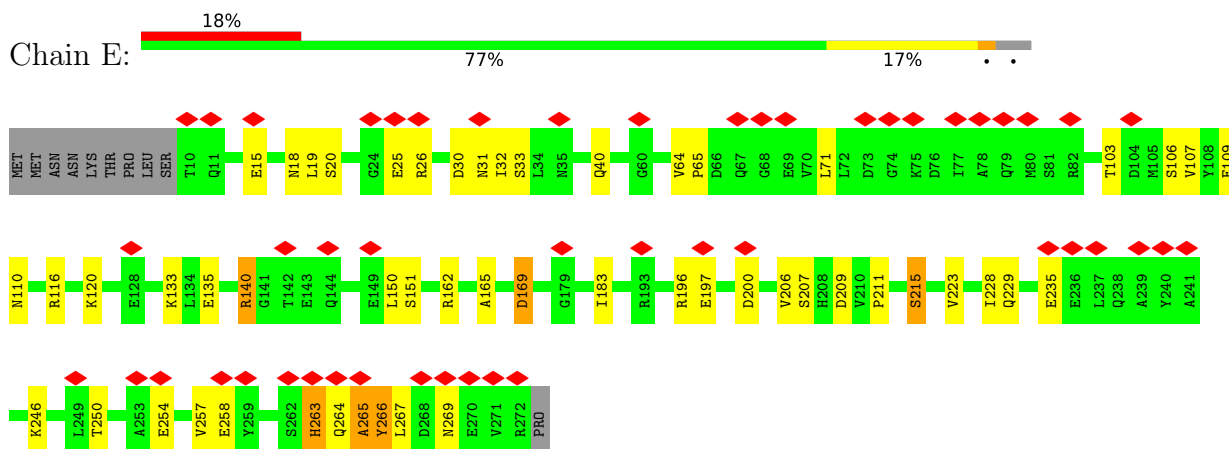 18%
Chain E:
77% 17% • •
MET MET ASN ASN LYS THR PRO LEU SER T10 Q11 E15 N18 L19 S20 G24 E25 R26 D30 N31 I32 S33 L34 N35 Q40 G60 V64 P65 D66 Q67 G68 E69 V70 L71 L72 D73 G74 K75 D76 I77 A78 Q79 M80 S81 R82 T103 D104 M105 S106 V107 Y108 E109
N110 R116 K120 E128 K133 L134 E135 R140 G141 T142 E143 Q144 E149 L150 S151 R162 A165 D169 G179 I183 R193 R196 E197 D200 V206 S207 H208 D209 V210 P211 S215 V223 I228 Q229 E235 E236 L237 Q238 A239 Y240 A241
K246 L249 T250 A253 E254 V257 E258 Y259 S262 H263 Q264 A265 Y266 L267 D268 N269 E270 V271 R272 PRO